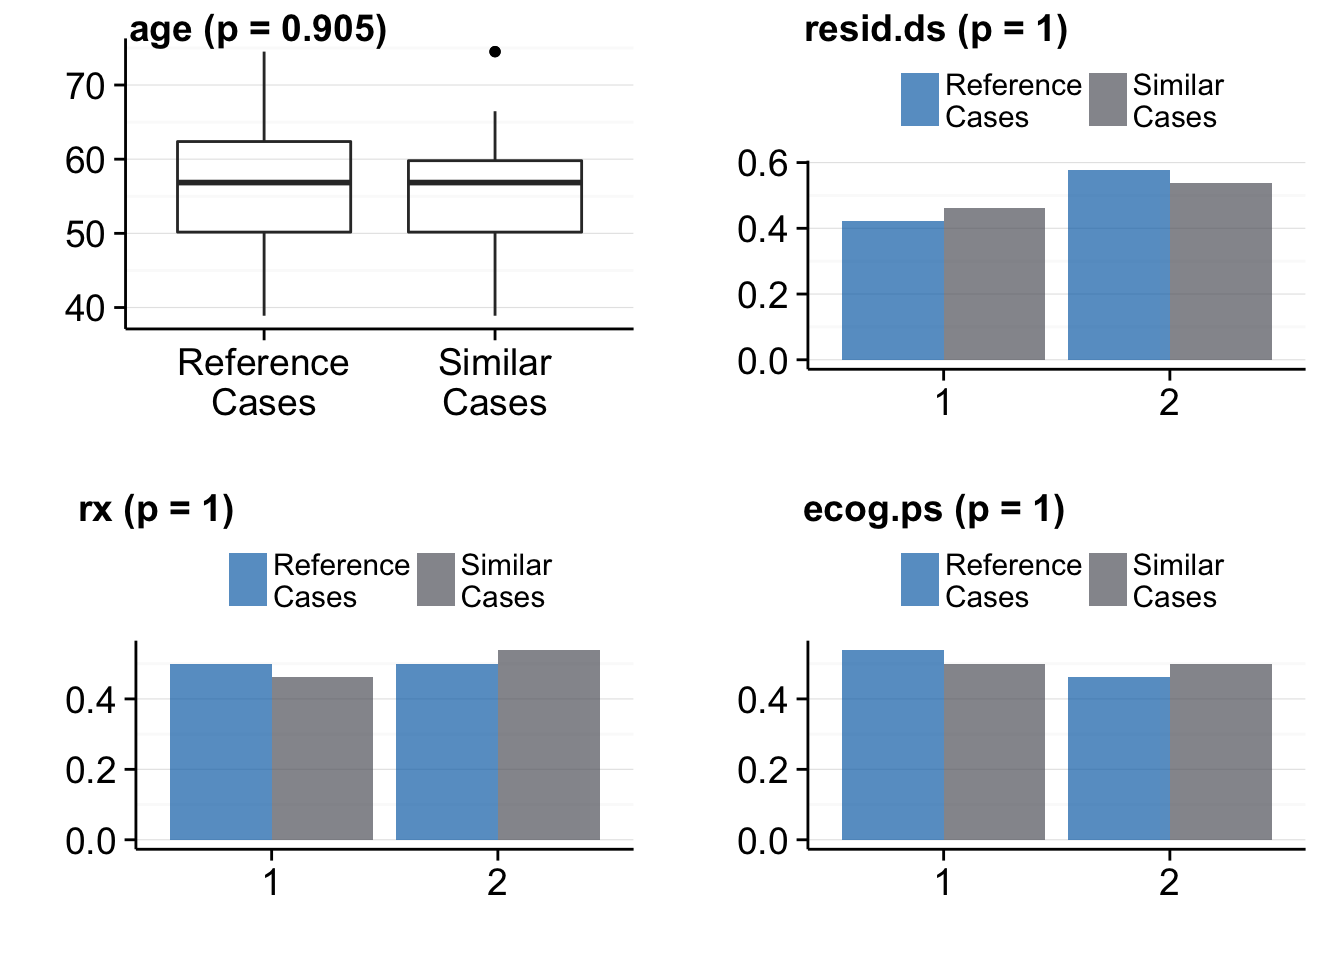 age (p = 0.905)
70
60
50
40
Reference
Cases
Similar
Cases
resid.ds (p = 1)
Reference
Cases
Similar
Cases
0.6
0.4
0.2
0.0
1
2
rx (p = 1)
Reference
Cases
Similar
Cases
0.4
0.2
0.0
1
2
ecog.ps (p = 1)
Reference
Cases
Similar
Cases
0.4
0.2
0.0
1
2